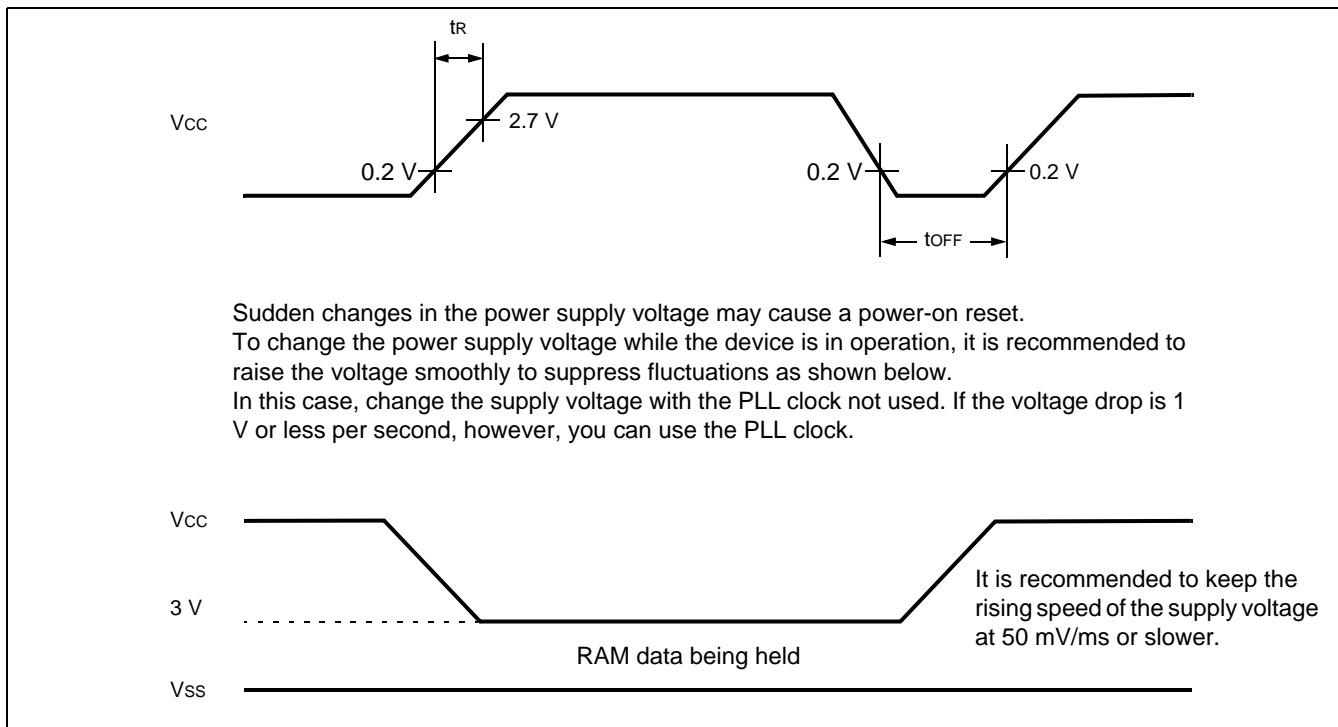 tR
VCC
2.7 V
0.2 V
0.2 V
0.2 V
tOFF
Sudden changes in the power supply voltage may cause a power-on reset.
To change the power supply voltage while the device is in operation, it is recommended to
raise the voltage smoothly to suppress fluctuations as shown below.
In this case, change the supply voltage with the PLL clock not used. If the voltage drop is 1
V or less per second, however, you can use the PLL clock.
VCC
3 V
It is recommended to keep the
rising speed of the supply voltage
at 50 mV/ms or slower.
RAM data being held
VSS